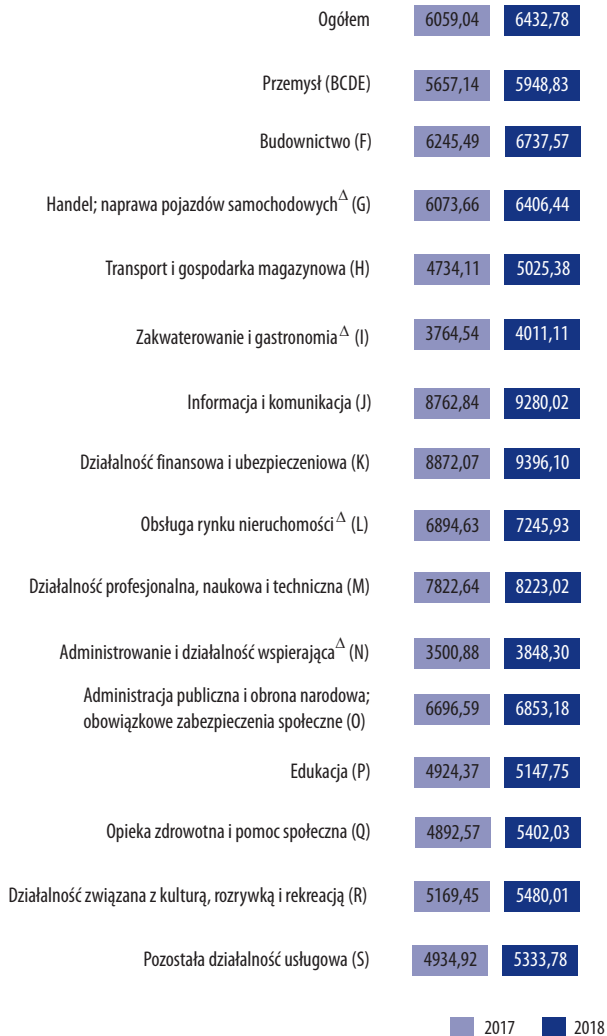 Ogółem 6059,04 6432,78
Przemysł (BCDE) 5657,14 5948,83
Budownictwo (F) 6245,49 6737,57
Handel; naprawa pojazdów samochodowych Δ (G) 6073,66 6406,44
Transport i gospodarka magazynowa (H) 4734,11 5025,38
Zakwaterowanie i gastronomia Δ (I) 3764,54 4011,11
Informacja i komunikacja (J) 8762,84 9280,02
Działalność finansowa i ubezpieczeniowa (K) 8872,07 9396,10
Obsługa rynku nieruchomości Δ (L) 6894,63 7245,93
Działalność profesjonalna, naukowa i techniczna (M) 7822,64 8223,02
Administrowanie i działalność wspierająca Δ (N) 3500,88 3848,30
Administracja publiczna i obrona narodowa;
obowiązkowe zabezpieczenia społeczne (O) 6696,59 6853,18
Edukacja (P) 4924,37 5147,75
Opieka zdrowotna i pomoc społeczna (Q) 4892,57 5402,03
Działalność związana z kulturą, rozrywką i rekreacją (R) 5169,45 5480,01
Pozostała działalność usługowa (S) 4934,92 5333,78
2017 2018